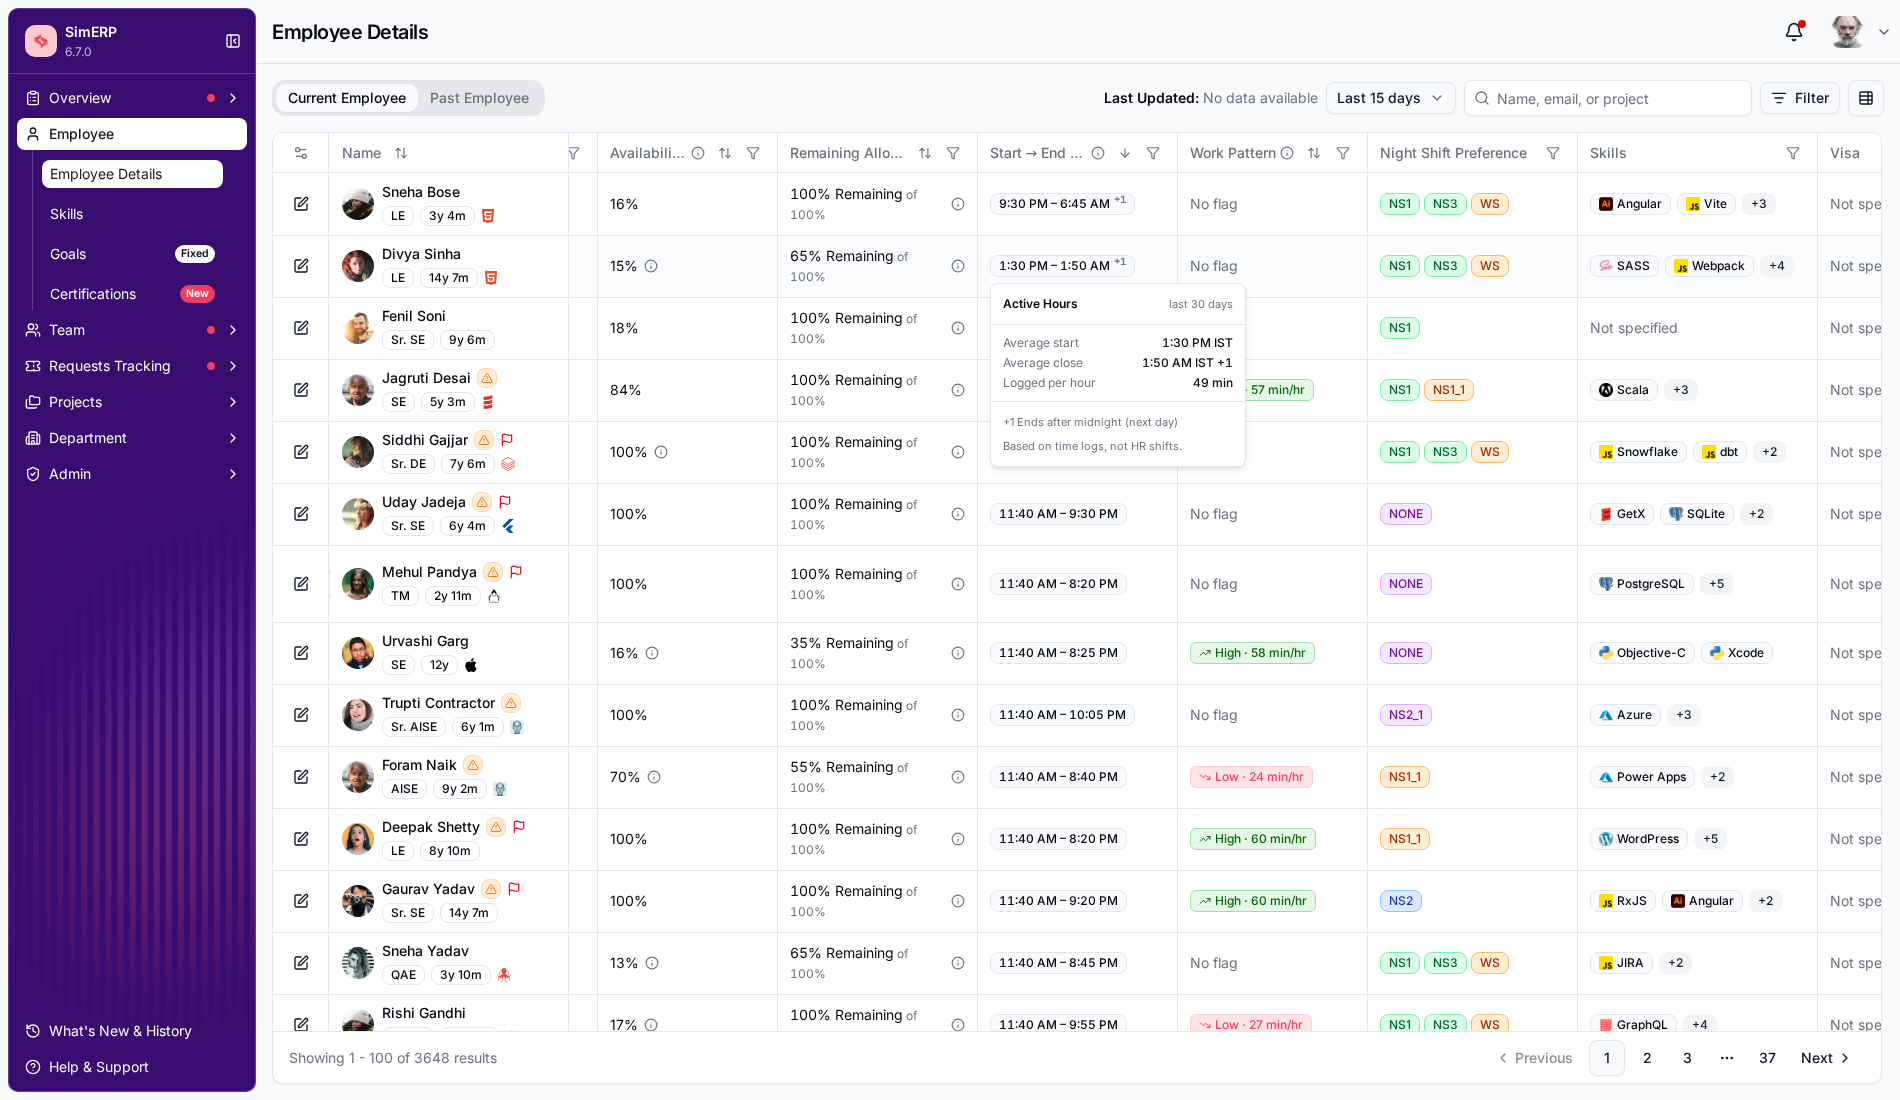 SimERP
6.7.0
Overview
Employee
Employee Details
Skills
Goals Fixed
Certifications New
Team
Requests Tracking
Projects
Department
Admin
What's New & History
Help & Support
Employee Details
Current Employee Past Employee
Last Updated: No data available Last 15 days Name, email, or project Filter
Name Availabili... Remaining Allo... Start → End ... Work Pattern Night Shift Preference Skills Visa
Sneha Bose LE 3y 4m 16% 100% Remaining of 100% 9:30 PM – 6:45 AM +1 No flag NS1 NS3 WS Angular Vite +3 Not spe
Divya Sinha LE 14y 7m 15% 65% Remaining of 100% 1:30 PM – 1:50 AM +1 No flag NS1 NS3 WS SASS Webpack +4 Not spe
Fenil Soni Sr. SE 9y 6m 18% 100% Remaining of 100% NS1 Not specified Not spe
Jagruti Desai SE 5y 3m 84% 100% Remaining of 100% · 57 min/hr NS1 NS1_1 Scala +3 Not spe
Siddhi Gajjar Sr. DE 7y 6m 100% 100% Remaining of 100% NS1 NS3 WS Snowflake dbt +2 Not spe
Active Hours last 30 days
Average start 1:30 PM IST
Average close 1:50 AM IST +1
Logged per hour 49 min
+1 Ends after midnight (next day)
Based on time logs, not HR shifts.
Uday Jadeja Sr. SE 6y 4m 100% 100% Remaining of 100% 11:40 AM – 9:30 PM No flag NONE GetX SQLite +2 Not spe
Mehul Pandya TM 2y 11m 100% 100% Remaining of 100% 11:40 AM – 8:20 PM No flag NONE PostgreSQL +5 Not spe
Urvashi Garg SE 12y 16% 35% Remaining of 100% 11:40 AM – 8:25 PM High · 58 min/hr NONE Objective-C Xcode Not spe
Trupti Contractor Sr. AISE 6y 1m 100% 100% Remaining of 100% 11:40 AM – 10:05 PM No flag NS2_1 Azure +3 Not spe
Foram Naik AISE 9y 2m 70% 55% Remaining of 100% 11:40 AM – 8:40 PM Low · 24 min/hr NS1_1 Power Apps +2 Not spe
Deepak Shetty LE 8y 10m 100% 100% Remaining of 100% 11:40 AM – 8:20 PM High · 60 min/hr NS1_1 WordPress +5 Not spe
Gaurav Yadav Sr. SE 14y 7m 100% 100% Remaining of 100% 11:40 AM – 9:20 PM High · 60 min/hr NS2 RxJS Angular +2 Not spe
Sneha Yadav QAE 3y 10m 13% 65% Remaining of 100% 11:40 AM – 8:45 PM No flag NS1 NS3 WS JIRA +2 Not spe
Rishi Gandhi 17% 100% Remaining of 11:40 AM – 9:55 PM Low · 27 min/hr NS1 NS3 WS GraphQL +4 Not spe
Showing 1 - 100 of 3648 results Previous 1 2 3 ... 37 Next